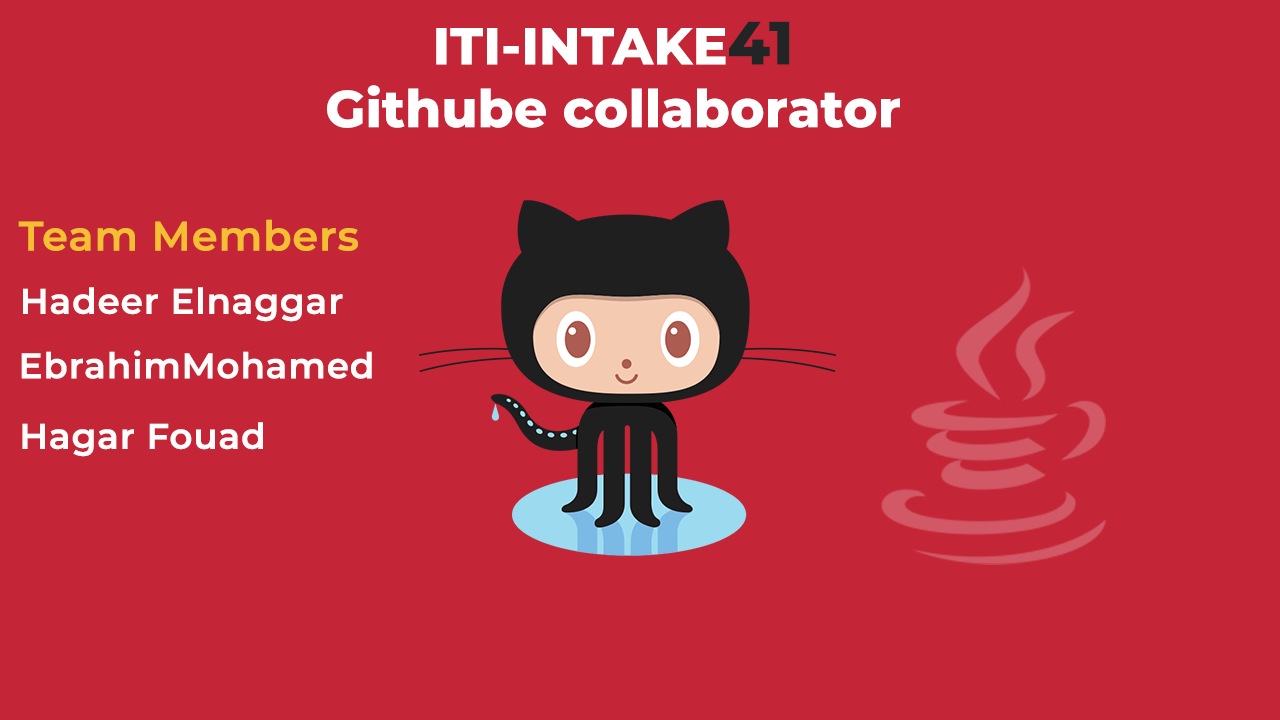 ITI-INTAKE41
Githube collaborator
Team Members
Hadeer Elnaggar
EbrahimMohamed
Hagar Fouad